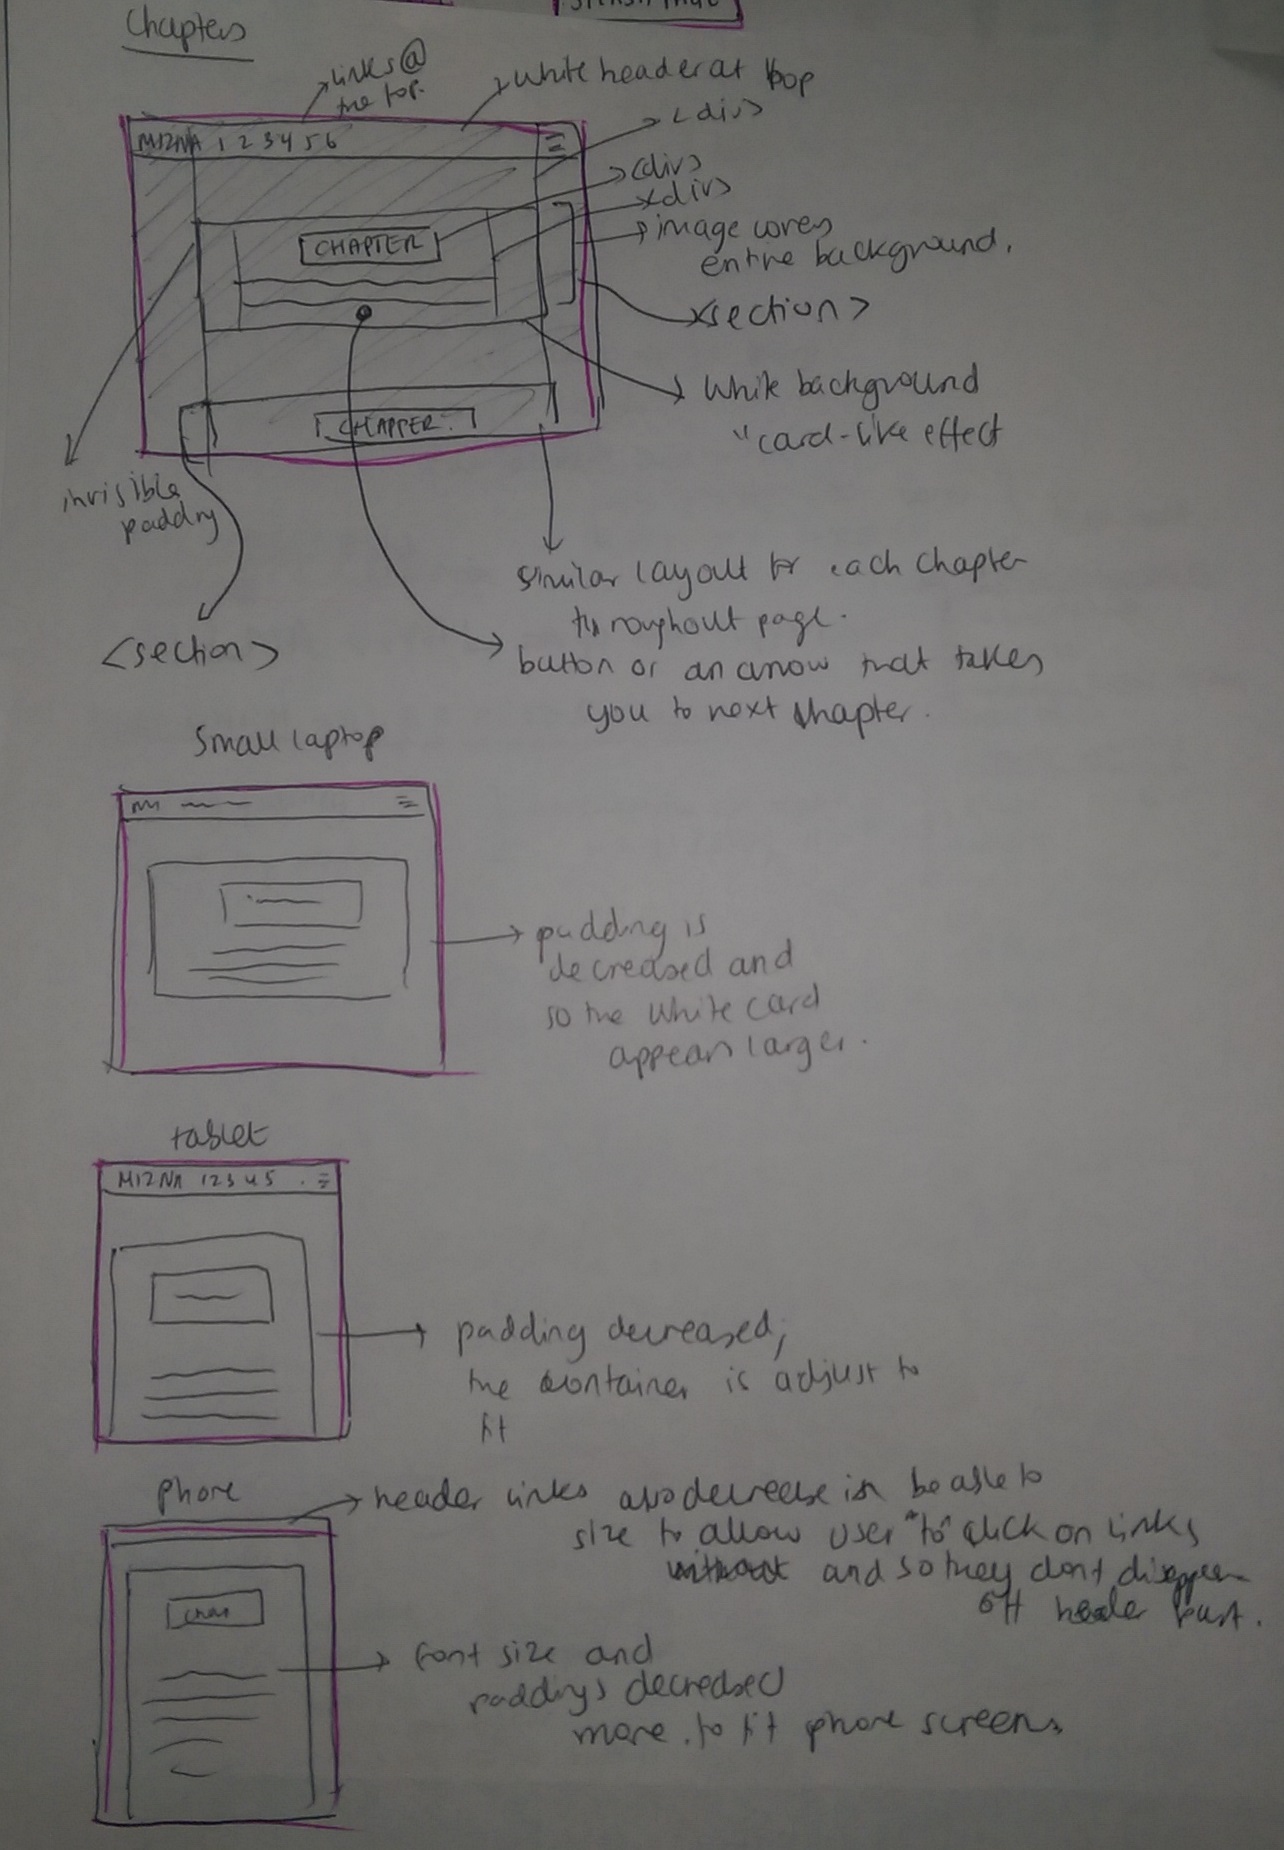 SPLASH PAGE
Chapters
links @
the top.
white header at top
<div>
MIZNA 1 2 3 4 5 6
<div>
<div>
image covers
entire background.
CHAPTER
<section>
white background
"card-like effect
CHAPTER
invisible
padding
similar layout for each chapter
throughout page.
<section>
button or an arrow that takes
you to next chapter.
Small laptop
padding is
decreased and
so the white card
appears larger.
tablet
MIZNA 1 2 3 4 5
padding decreased;
the container is adjust to
fit
phone
header links also decrease in be able to
size to allow user "to" click on links
without and so they dont disappear
off header part.
font size and
paddings decreased
more to fit phone screens